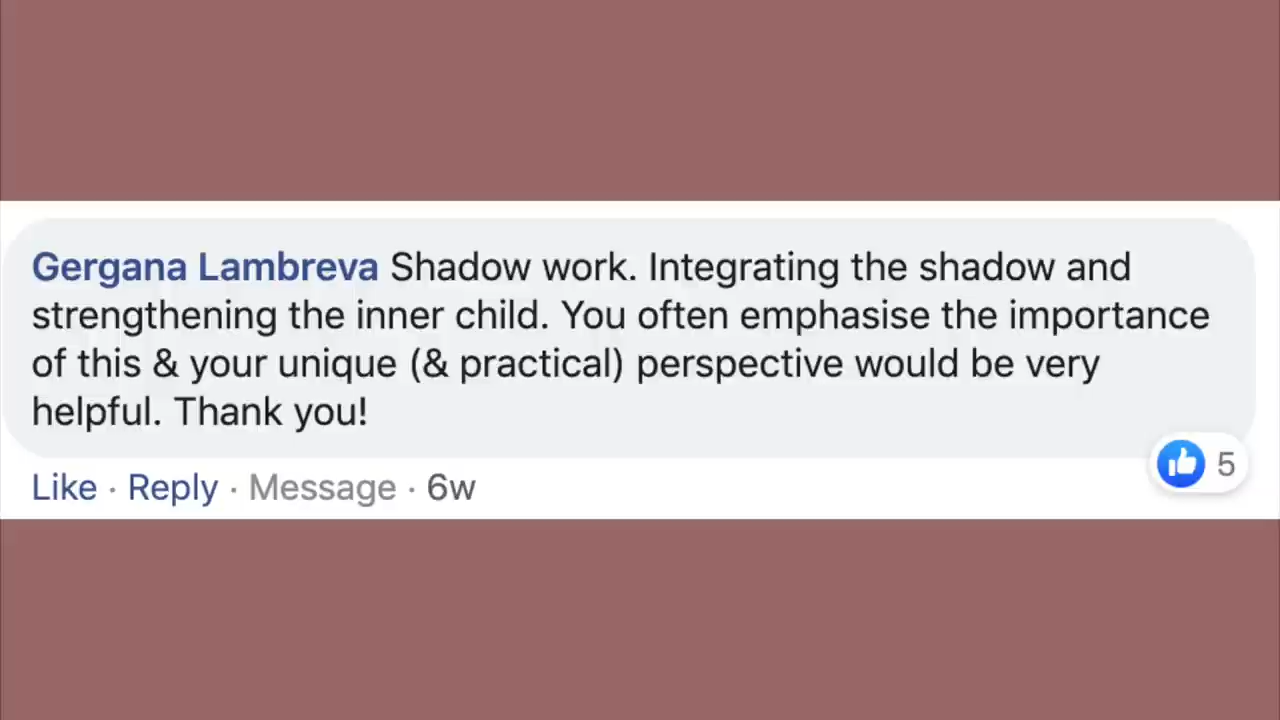 Gergana Lambreva Shadow work. Integrating the shadow and
strengthening the inner child. You often emphasise the importance
of this & your unique (& practical) perspective would be very
helpful. Thank you!
5
Like · Reply · Message · 6w